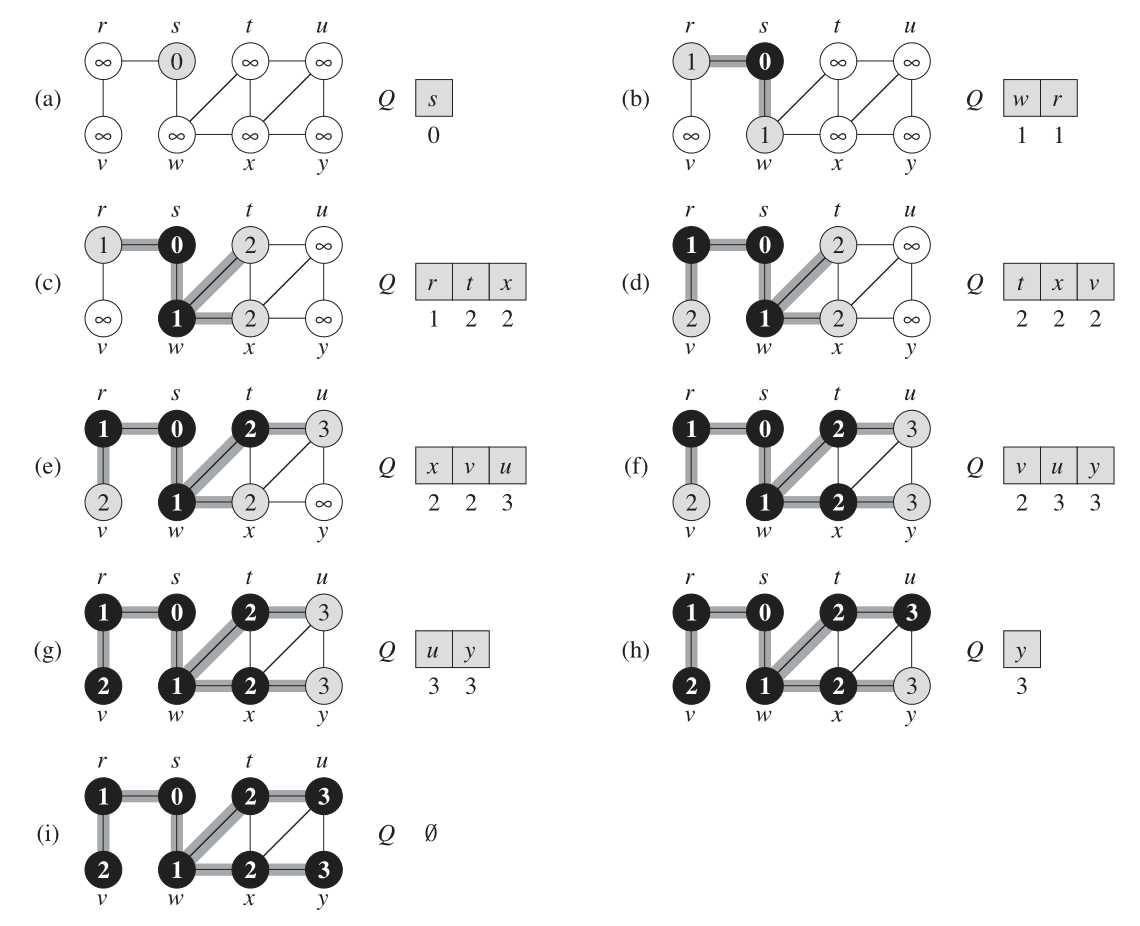 r s t u r s t u
∞ 0 ∞ ∞ 1 0 ∞ ∞
(a) Q s (b) Q w r
∞ ∞ ∞ ∞ 0 ∞ 1 ∞ ∞ 1 1
v w x y v w x y
r s t u r s t u
1 0 2 ∞ 1 0 2 ∞
(c) Q r t x (d) Q t x v
∞ 1 2 ∞ 1 2 2 2 1 2 ∞ 2 2 2
v w x y v w x y
r s t u r s t u
1 0 2 3 1 0 2 3
(e) Q x v u (f) Q v u y
2 1 2 ∞ 2 2 3 2 1 2 3 2 3 3
v w x y v w x y
r s t u r s t u
1 0 2 3 1 0 2 3
(g) Q u y (h) Q y
2 1 2 3 3 3 2 1 2 3 3
v w x y v w x y
r s t u
1 0 2 3
(i) Q ∅
2 1 2 3
v w x y